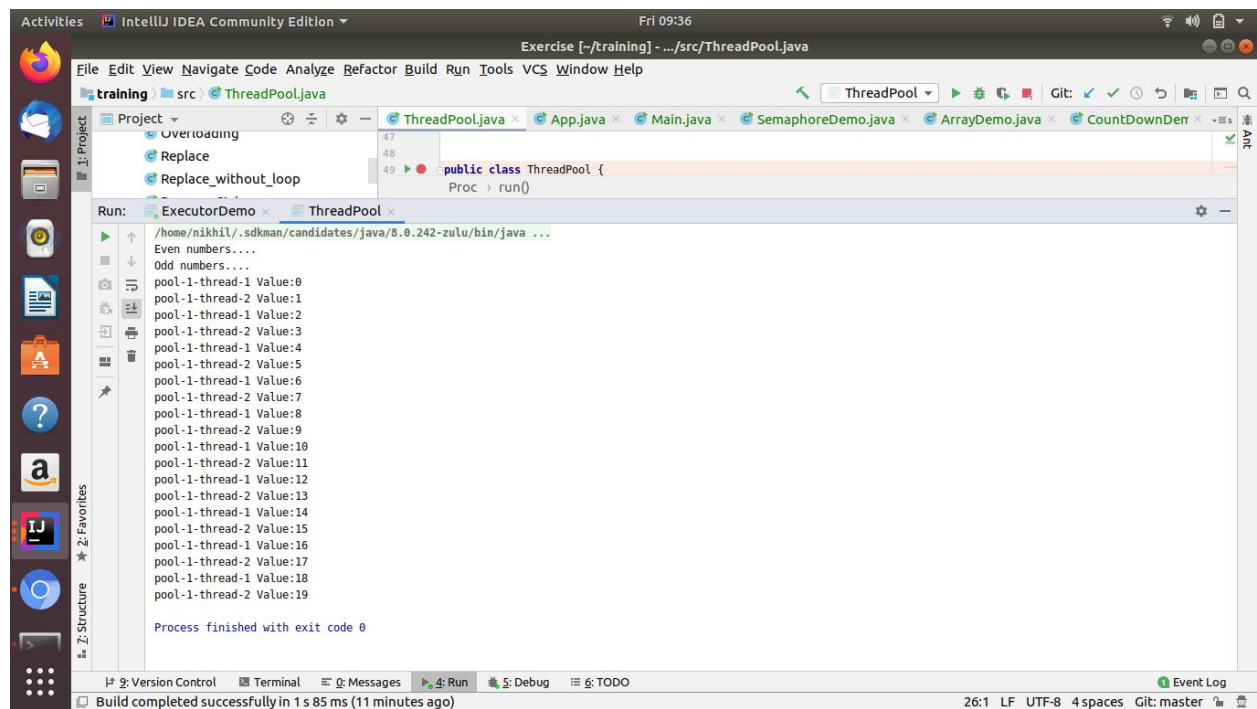 Activities IntelliJ IDEA Community Edition Fri 09:36
Exercise [~/training] - .../src/ThreadPool.java
File Edit View Navigate Code Analyze Refactor Build Run Tools VCS Window Help
training src ThreadPool.java ThreadPool Git:
1: Project
Project ThreadPool.java App.java Main.java SemaphoreDemo.java ArrayDemo.java CountDownDem
Ant
Overloading
Replace
Replace_without_loop
47
48
49 public class ThreadPool {
Proc › run()
Run: ExecutorDemo ThreadPool
/home/nikhil/.sdkman/candidates/java/8.0.242-zulu/bin/java ...
Even numbers....
Odd numbers....
pool-1-thread-1 Value:0
pool-1-thread-2 Value:1
pool-1-thread-1 Value:2
pool-1-thread-2 Value:3
pool-1-thread-1 Value:4
pool-1-thread-2 Value:5
pool-1-thread-1 Value:6
pool-1-thread-2 Value:7
pool-1-thread-1 Value:8
pool-1-thread-2 Value:9
pool-1-thread-1 Value:10
pool-1-thread-2 Value:11
pool-1-thread-1 Value:12
pool-1-thread-2 Value:13
pool-1-thread-1 Value:14
pool-1-thread-2 Value:15
pool-1-thread-1 Value:16
pool-1-thread-2 Value:17
pool-1-thread-1 Value:18
pool-1-thread-2 Value:19
Process finished with exit code 0
2: Favorites
7: Structure
9: Version Control Terminal 0: Messages 4: Run 5: Debug 6: TODO 1 Event Log
Build completed successfully in 1 s 85 ms (11 minutes ago) 26:1 LF UTF-8 4 spaces Git: master